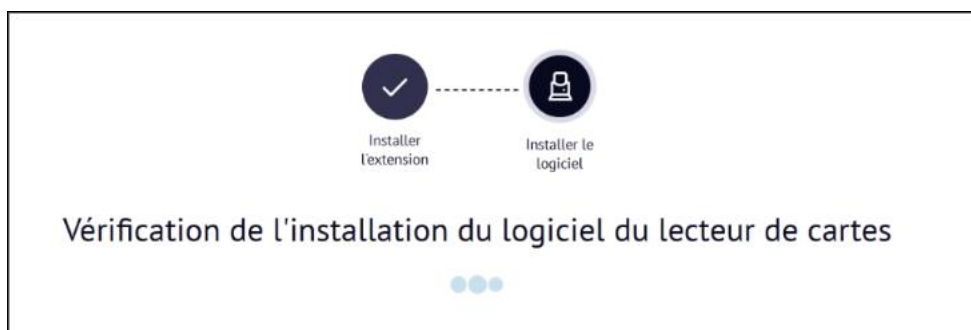 Installer
l'extension
Installer le
logiciel
Vérification de l'installation du logiciel du lecteur de cartes